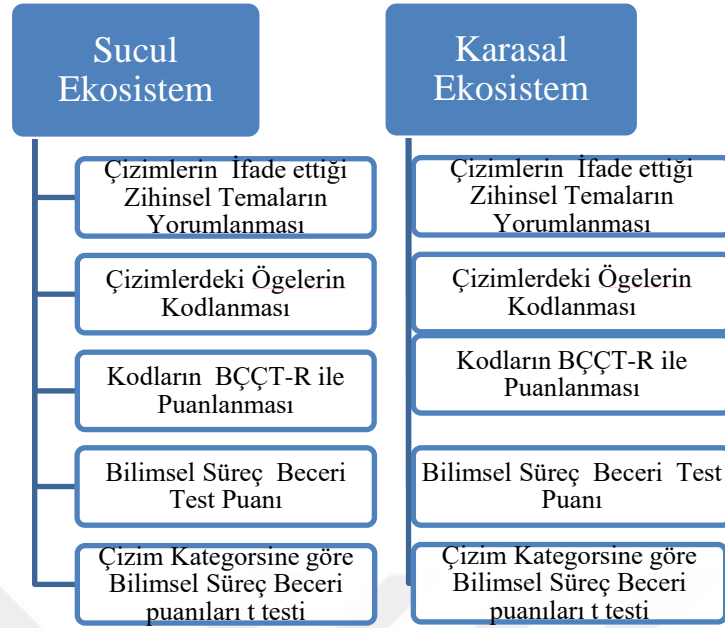 Sucul
Ekosistem
Çizimlerin İfade ettiği
Zihinsel Temaların
Yorumlanması
Çizimlerdeki Ögelerin
Kodlanması
Kodların BÇÇT-R ile
Puanlanması
Bilimsel Süreç Beceri
Test Puanı
Çizim Kategorsine göre
Bilimsel Süreç Beceri
puanıları t testi
Karasal
Ekosistem
Çizimlerin İfade ettiği
Zihinsel Temaların
Yorumlanması
Çizimlerdeki Ögelerin
Kodlanması
Kodların BÇÇT-R ile
Puanlanması
Bilimsel Süreç Beceri Test
Puanı
Çizim Kategorsine göre
Bilimsel Süreç Beceri
puanıları t testi